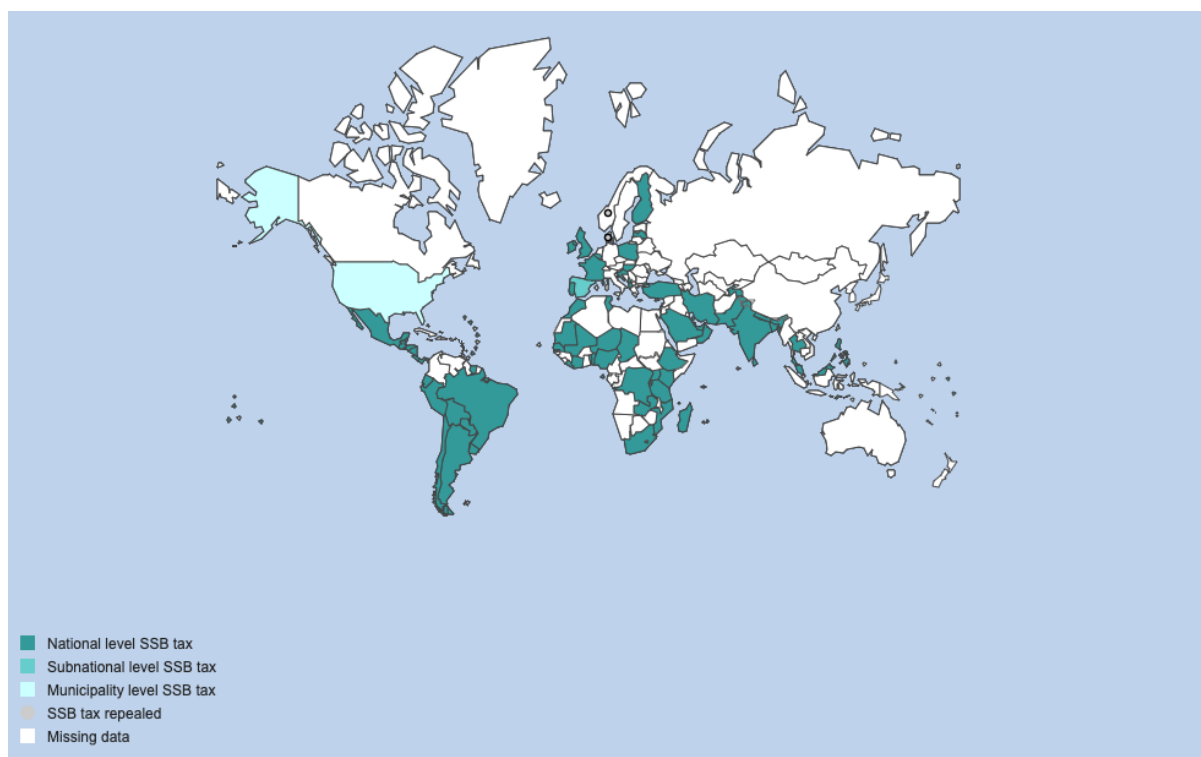 National level SSB tax
Subnational level SSB tax
Municipality level SSB tax
SSB tax repealed
Missing data